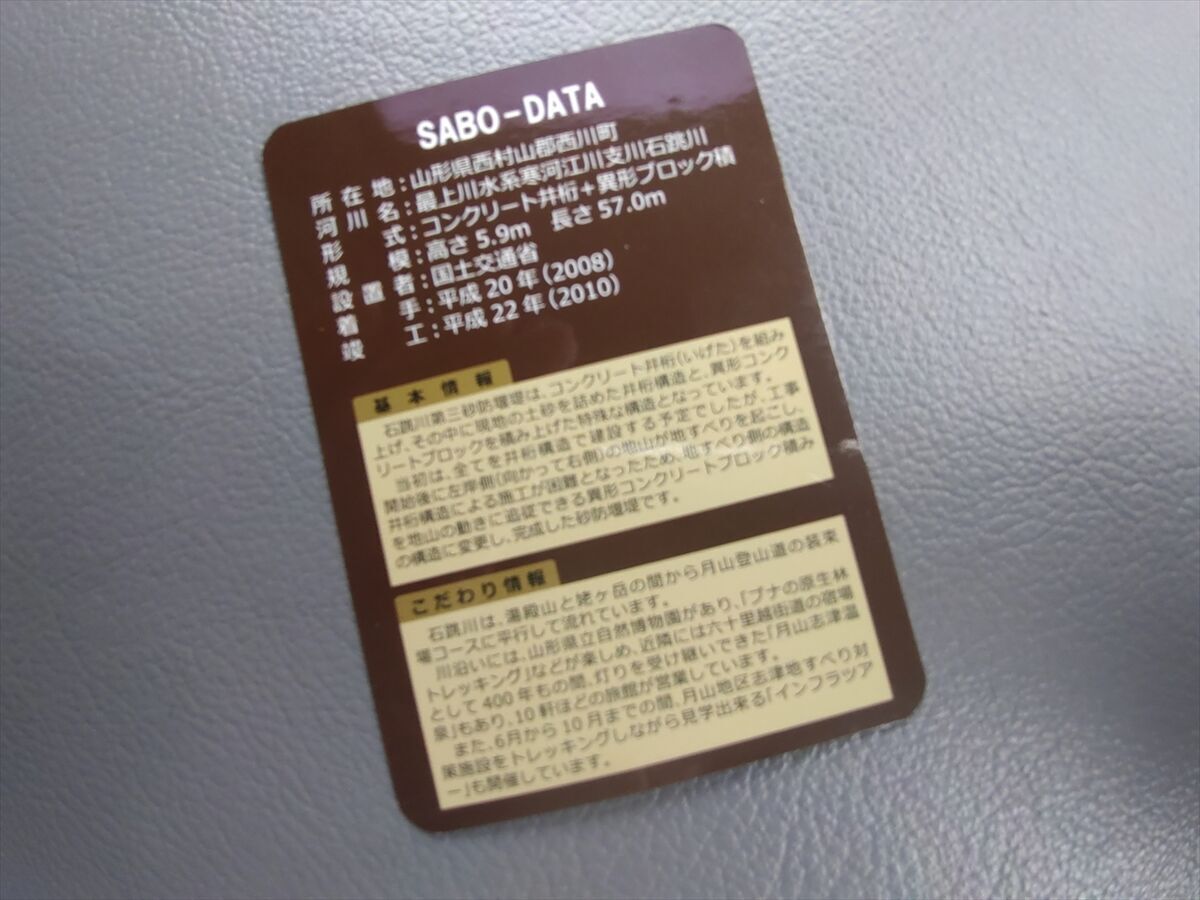 SABO-DATA
所在地：山形県西村山郡西川町
河川名：最上川水系寒河江川支川石跳川
形式：コンクリート井桁＋異形ブロック積
規模：高さ 5.9m　長さ 57.0m
設置者：国土交通省
着手：平成 20 年（2008）
竣工：平成 22 年（2010）
基本情報
石跳川第三砂防堰堤は、コンクリート井桁（いげた）を組み
上げ、その中に現地の土砂を詰めた井桁構造と、異形コンク
リートブロックを積み上げた特殊な構造となっています。
当初は、全てを井桁構造で建設する予定でしたが、工事
開始後に左岸側（向かって右側）の地山が地すべりを起こし、
井桁構造による施工が困難となったため、地すべり側の構造
を地山の動きに追従できる異形コンクリートブロック積み
の構造に変更し、完成した砂防堰堤です。
こだわり情報
石跳川は、湯殿山と姥ヶ岳の間から月山登山道の装束
場コースに平行して流れています。
川沿いには、山形県立自然博物園があり、「ブナの原生林
トレッキング」などが楽しめ、近隣には六十里越街道の宿場
として 400 年もの間、灯りを受け継いできた「月山志津温
泉」もあり、10 軒ほどの旅館が営業しています。
また、6月から 10 月までの間、月山地区志津地すべり対
策施設をトレッキングしながら見学出来る「インフラツア
ー」も開催しています。